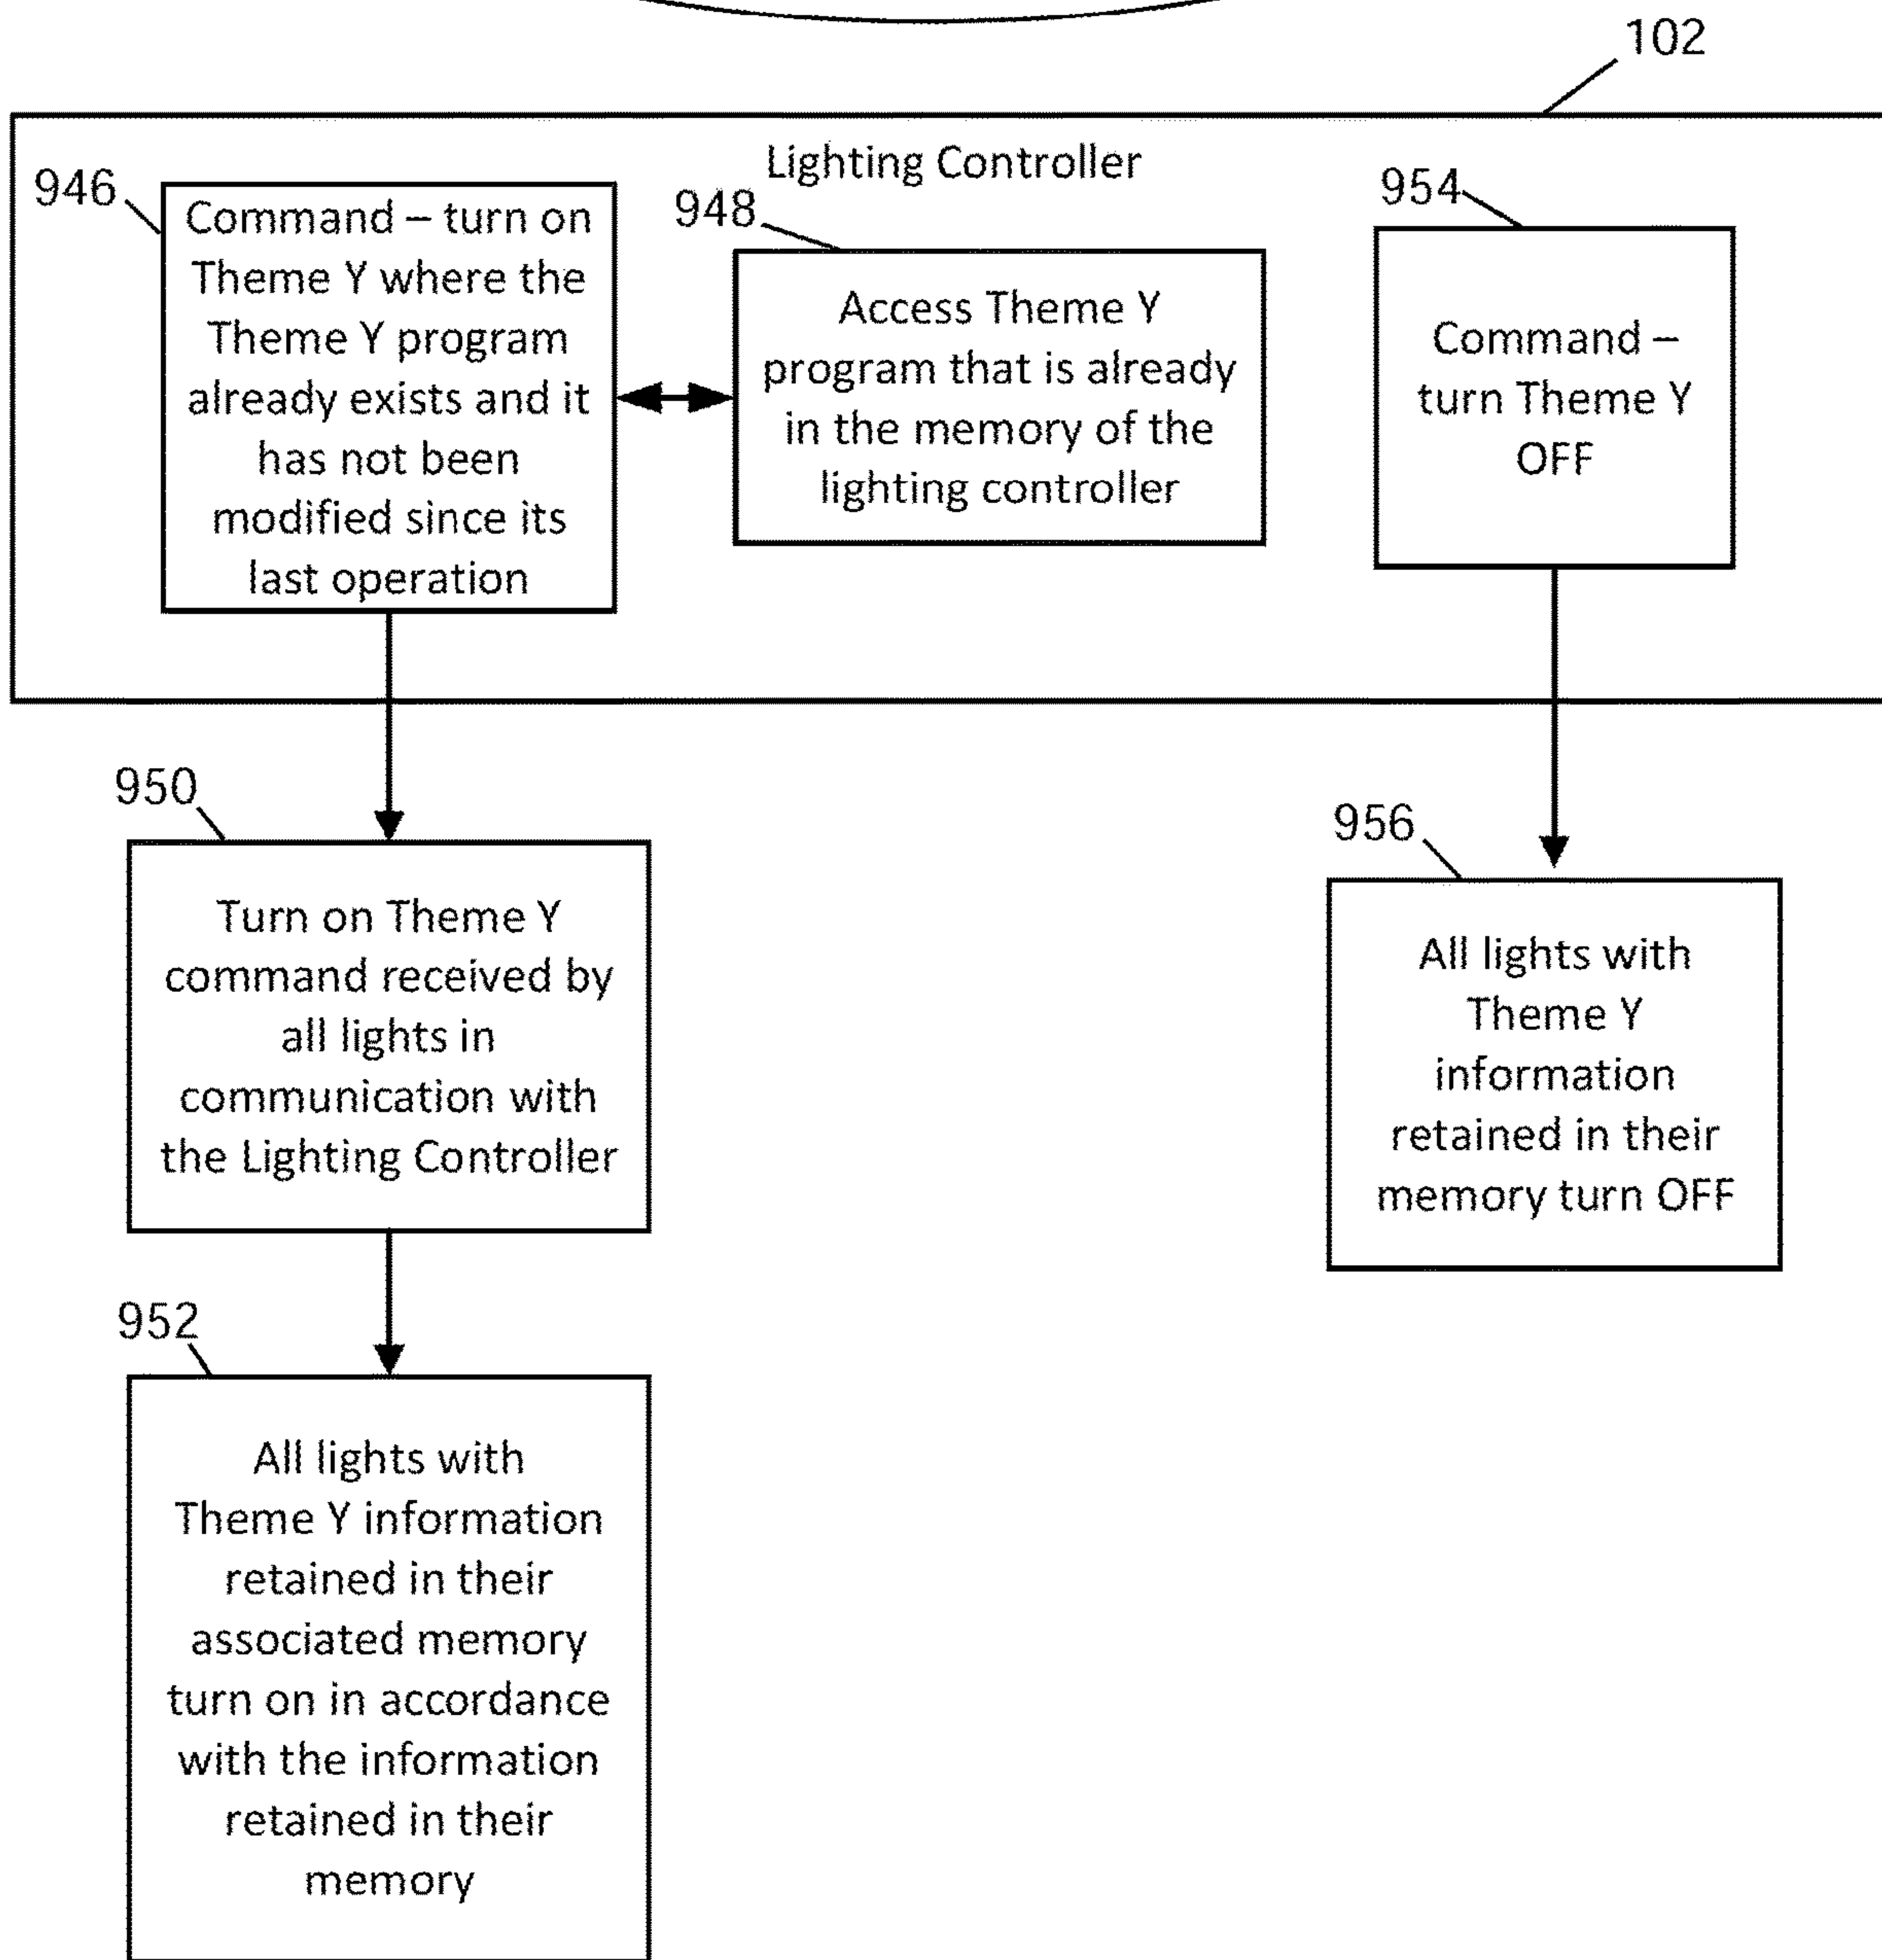 102
Lighting Controller
946
Command – turn on
Theme Y where the
Theme Y program
already exists and it
has not been
modified since its
last operation
948
Access Theme Y
program that is already
in the memory of the
lighting controller
954
Command –
turn Theme Y
OFF
950
Turn on Theme Y
command received by
all lights in
communication with
the Lighting Controller
956
All lights with
Theme Y
information
retained in their
memory turn OFF
952
All lights with
Theme Y information
retained in their
associated memory
turn on in accordance
with the information
retained in their
memory